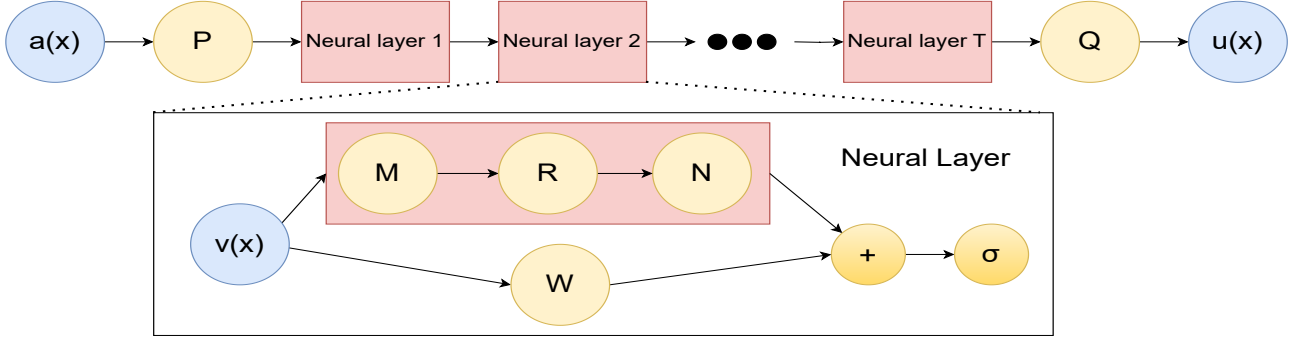 a(x)
P
Neural layer 1
Neural layer 2
Neural layer T
Q
u(x)
M
R
N
Neural Layer
v(x)
W
+
σ